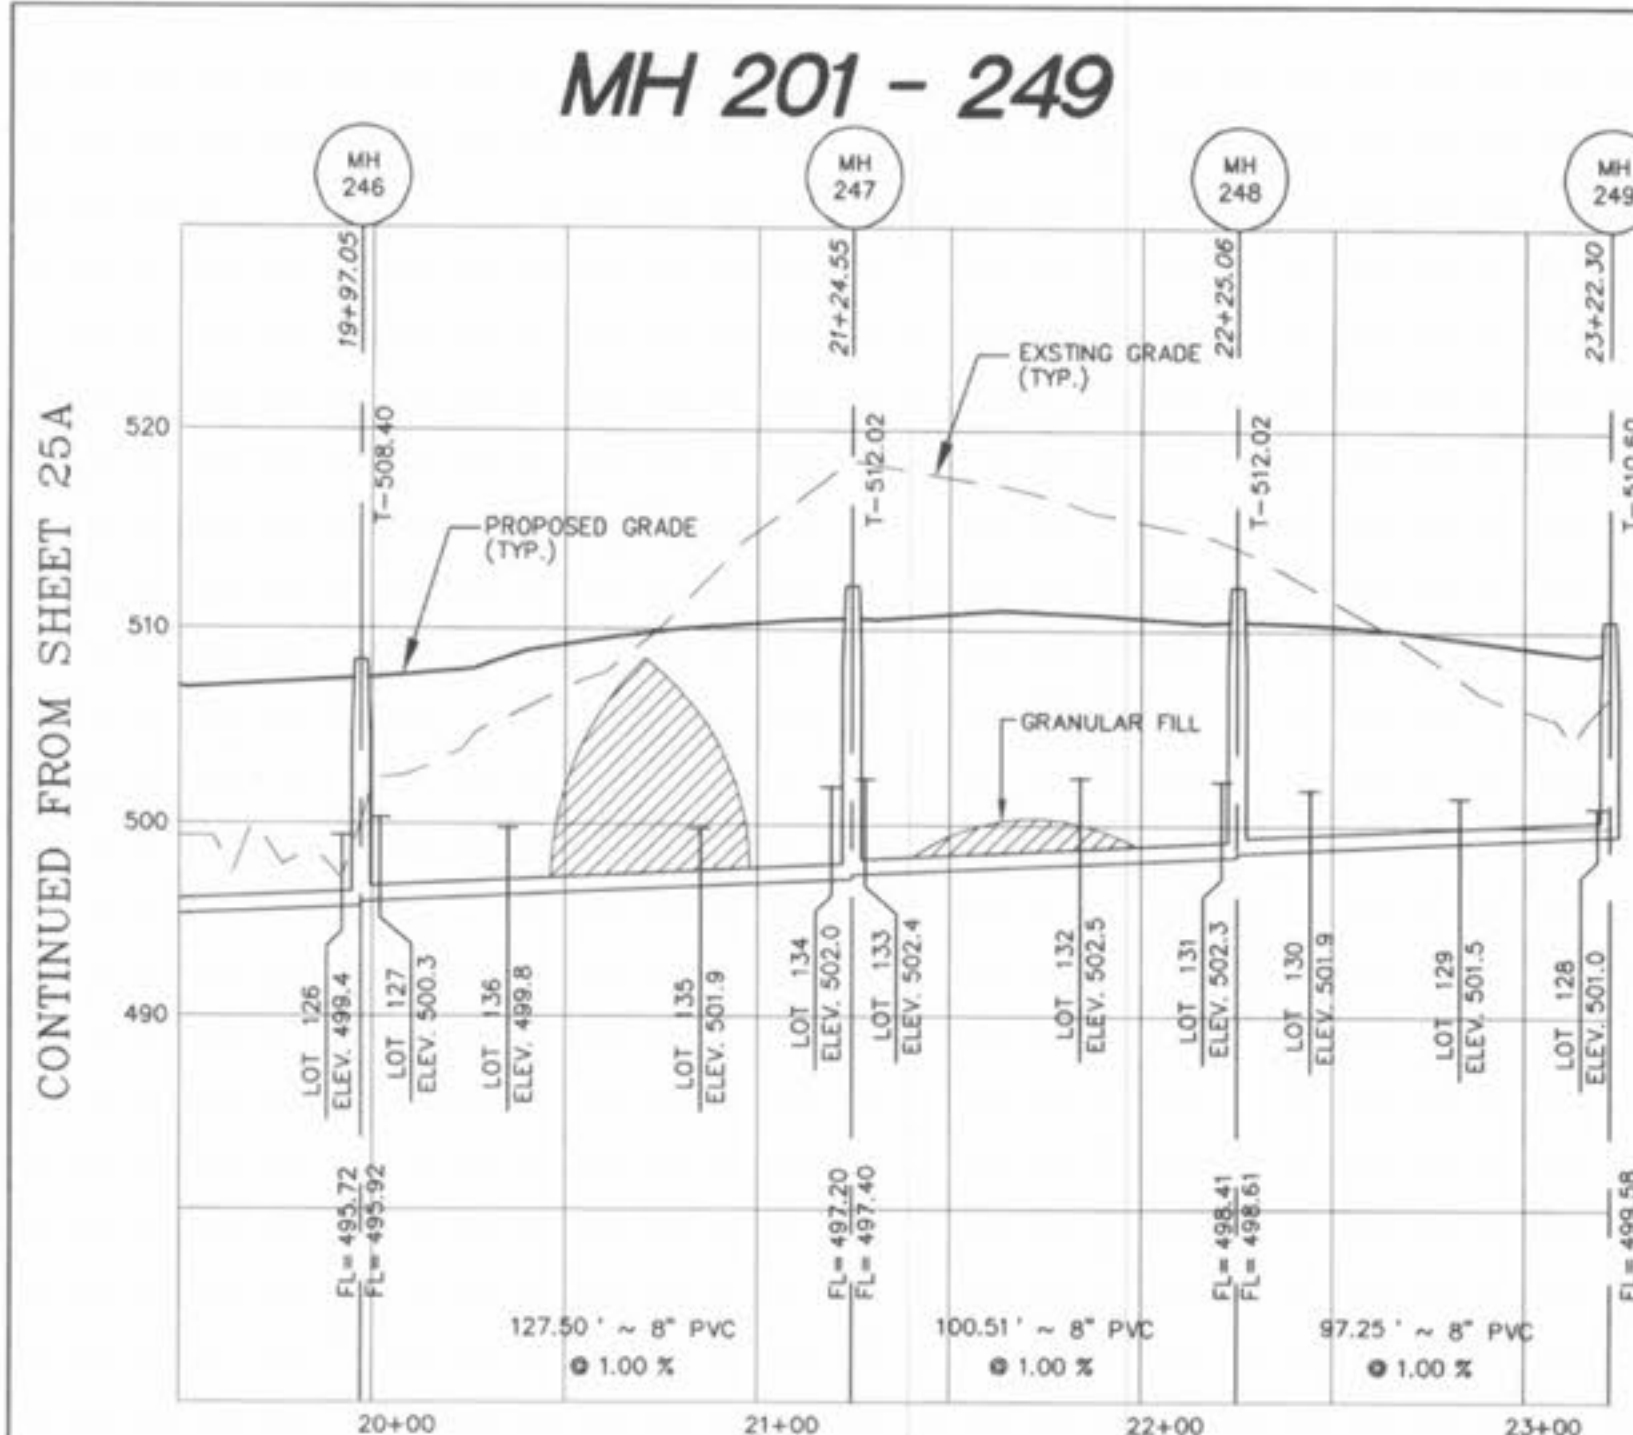 MH 201 - 249
MH
246
MH
247
MH
248
MH
249
19+97.05
21+24.55
22+25.06
23+22.30
EXSTING GRADE
(TYP.)
520
T-508.40
T-512.02
T-512.02
T-510.60
PROPOSED GRADE
(TYP.)
510
GRANULAR FILL
500
490
CONTINUED FROM SHEET 25A
LOT 126
ELEV. 499.4
LOT 127
ELEV. 500.3
LOT 136
ELEV. 499.8
LOT 135
ELEV. 501.9
LOT 134
ELEV. 502.0
LOT 133
ELEV. 502.4
LOT 132
ELEV. 502.5
LOT 131
ELEV. 502.3
LOT 130
ELEV. 501.9
LOT 129
ELEV. 501.5
LOT 128
ELEV. 501.0
FL= 495.72
FL= 495.92
FL= 497.20
FL= 497.40
FL= 498.41
FL= 498.61
FL= 499.58
127.50 ' ~ 8" PVC
@ 1.00 %
100.51 ' ~ 8" PVC
@ 1.00 %
97.25 ' ~ 8" PVC
@ 1.00 %
20+00
21+00
22+00
23+00